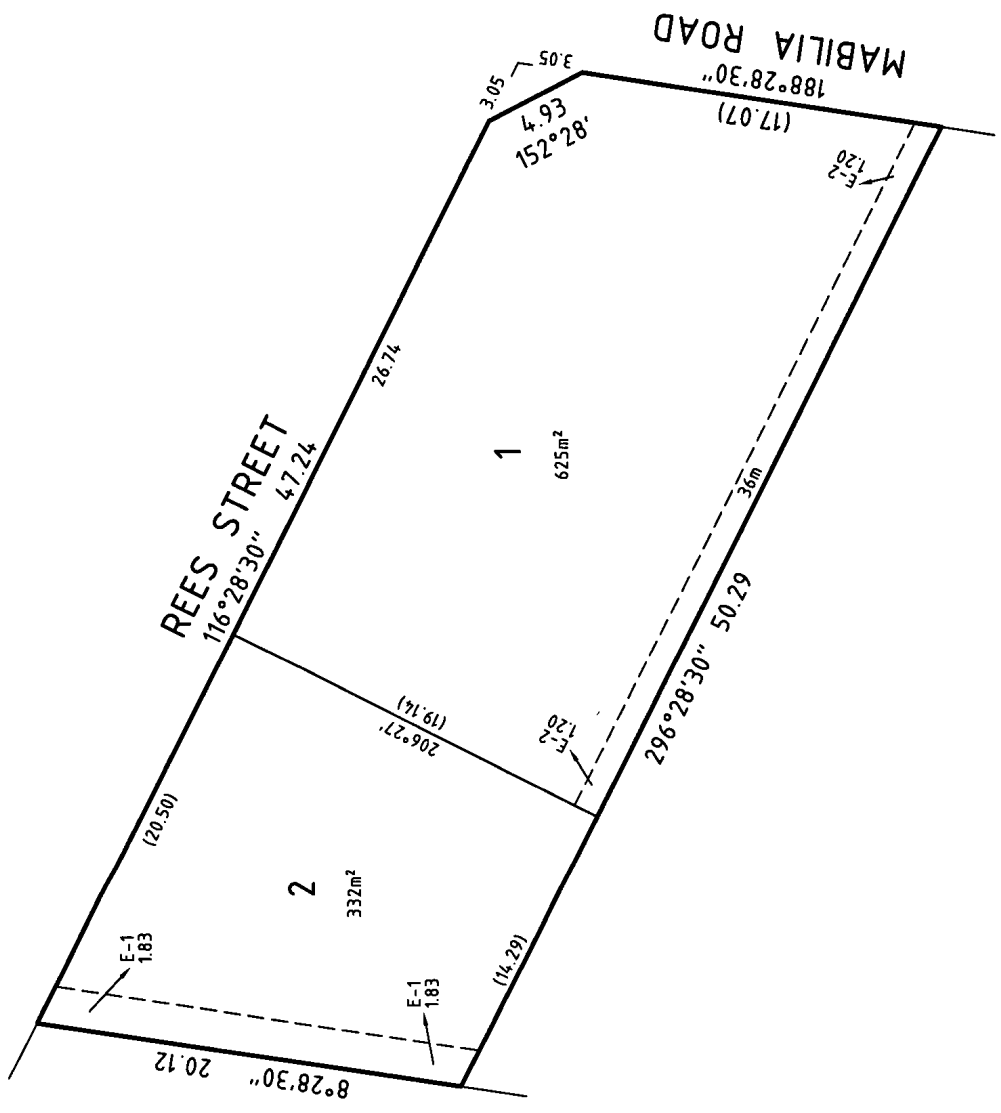 MABILIA ROAD
188°28'30"
(17.07)
3.05
3.05
4.93
152°28'
E-2
1.20
26.74
REES STREET
116°28'30" 47.24
1
625m²
36m
296°28'30" 50.29
(19.14)
206°27'
E-2
1.20
(20.50)
2
332m²
(14.29)
E-1
1.83
E-1
1.83
8°28'30" 20.12